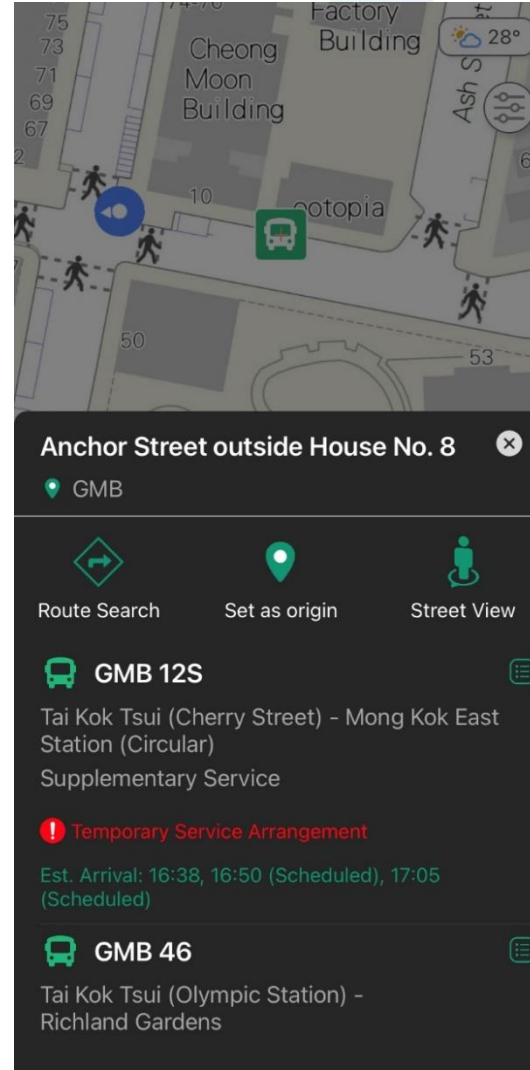 75
73
71
69
67
Factory
Building
28°
Cheong
Moon
Building
Ash
10
ootopia
50
53
Anchor Street outside House No. 8
GMB
Route Search
Set as origin
Street View
GMB 12S
Tai Kok Tsui (Cherry Street) - Mong Kok East
Station (Circular)
Supplementary Service
Temporary Service Arrangement
Est. Arrival: 16:38, 16:50 (Scheduled), 17:05
(Scheduled)
GMB 46
Tai Kok Tsui (Olympic Station) -
Richland Gardens